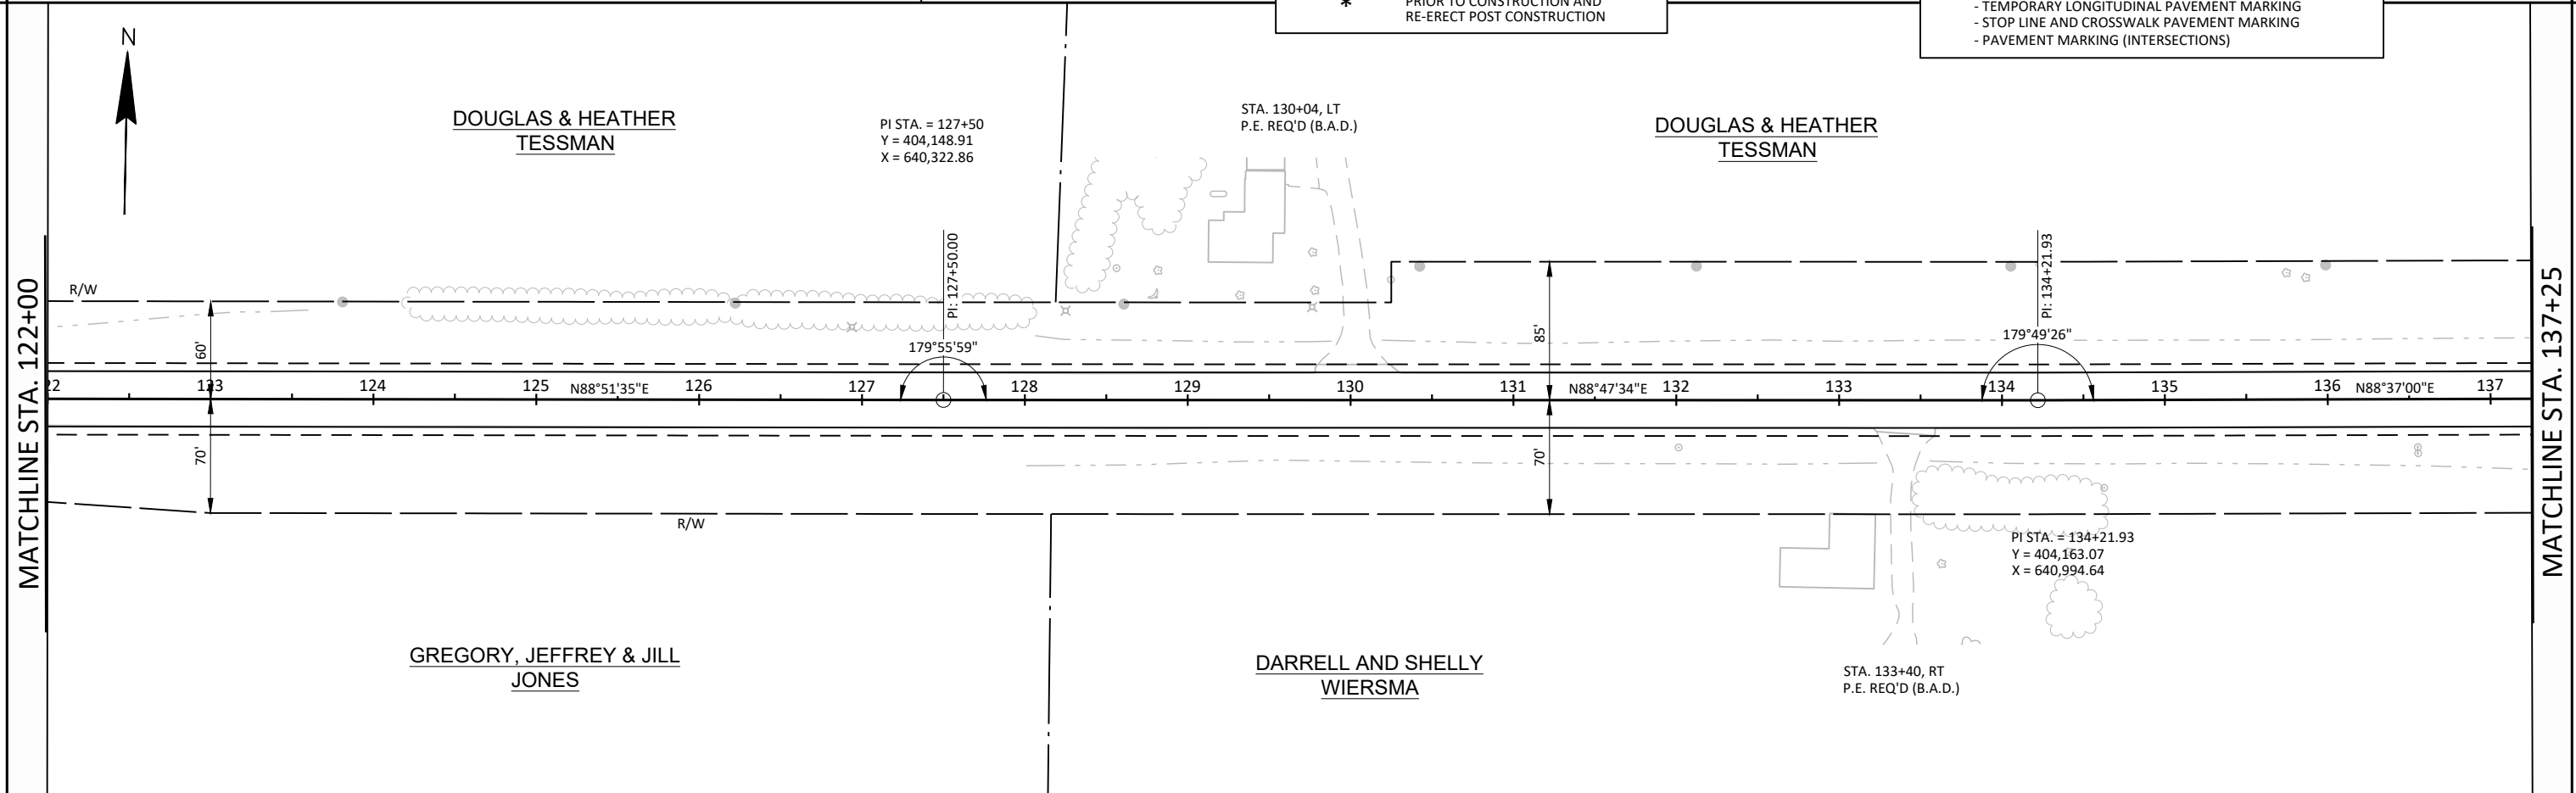 PRIOR TO CONSTRUCTION AND
* RE-ERECT POST CONSTRUCTION
- TEMPORARY LONGITUDINAL PAVEMENT MARKING
- STOP LINE AND CROSSWALK PAVEMENT MARKING
- PAVEMENT MARKING (INTERSECTIONS)
N
DOUGLAS & HEATHER
TESSMAN
PI STA. = 127+50
Y = 404,148.91
X = 640,322.86
STA. 130+04, LT
P.E. REQ'D (B.A.D.)
DOUGLAS & HEATHER
TESSMAN
MATCHLINE STA. 122+00
R/W
60'
PI: 127+50.00
179°55'59"
85'
PI: 134+21.93
179°49'26"
22 123 124 125 N88°51'35"E 126 127 128 129 130 131 N88°47'34"E 132 133 134 135 136 N88°37'00"E 137
MATCHLINE STA. 137+25
70'
70'
R/W
PI STA. = 134+21.93
Y = 404,163.07
X = 640,994.64
GREGORY, JEFFREY & JILL
JONES
DARRELL AND SHELLY
WIERSMA
STA. 133+40, RT
P.E. REQ'D (B.A.D.)